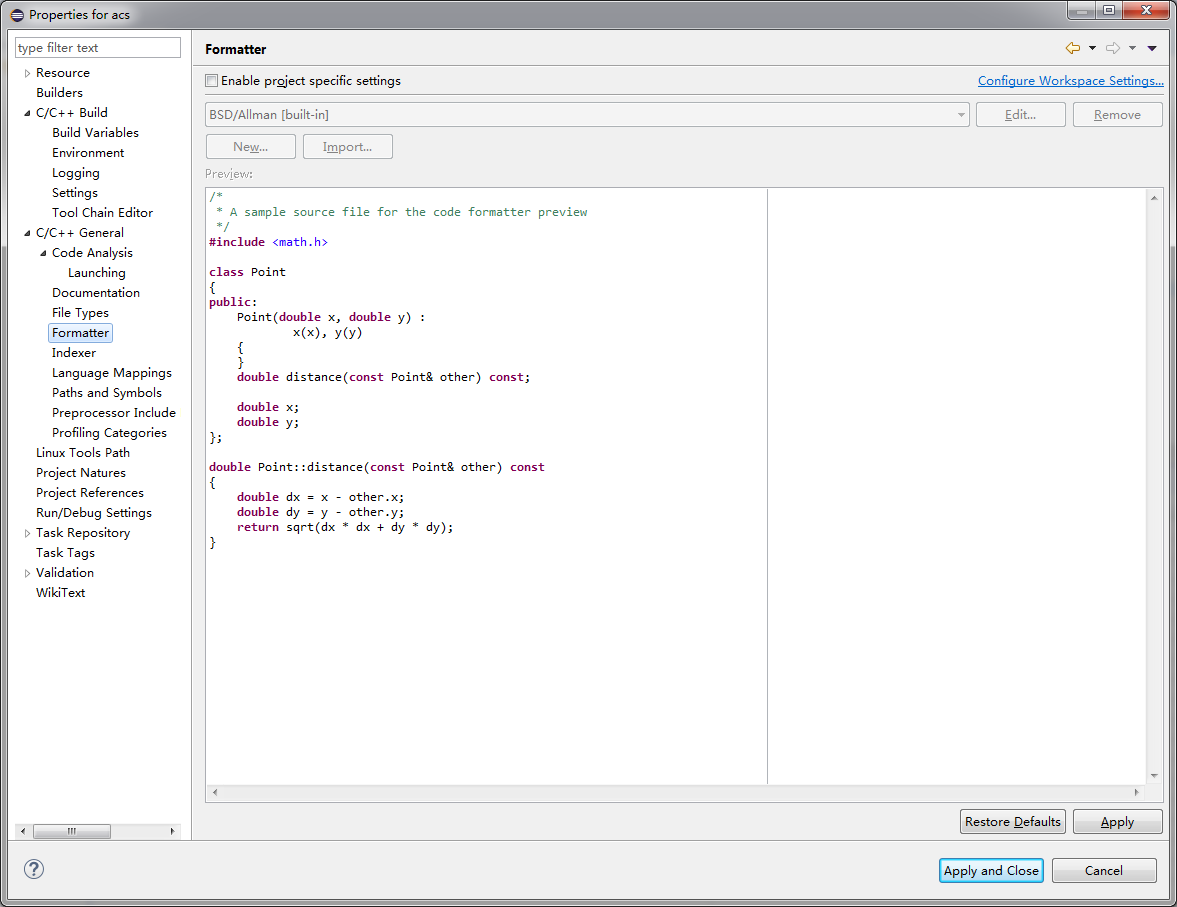 Properties for acs
type filter text
Resource
Builders
C/C++ Build
Build Variables
Environment
Logging
Settings
Tool Chain Editor
C/C++ General
Code Analysis
Launching
Documentation
File Types
Formatter
Indexer
Language Mappings
Paths and Symbols
Preprocessor Include
Profiling Categories
Linux Tools Path
Project Natures
Project References
Run/Debug Settings
Task Repository
Task Tags
Validation
WikiText
Formatter
Enable project specific settings
Configure Workspace Settings...
BSD/Allman [built-in]
Edit...
Remove
New...
Import...
Preview:
/*
 * A sample source file for the code formatter preview
 */
#include <math.h>

class Point
{
public:
    Point(double x, double y) :
            x(x), y(y)
    {
    }
    double distance(const Point& other) const;

    double x;
    double y;
};

double Point::distance(const Point& other) const
{
    double dx = x - other.x;
    double dy = y - other.y;
    return sqrt(dx * dx + dy * dy);
}
Restore Defaults
Apply
?
Apply and Close
Cancel